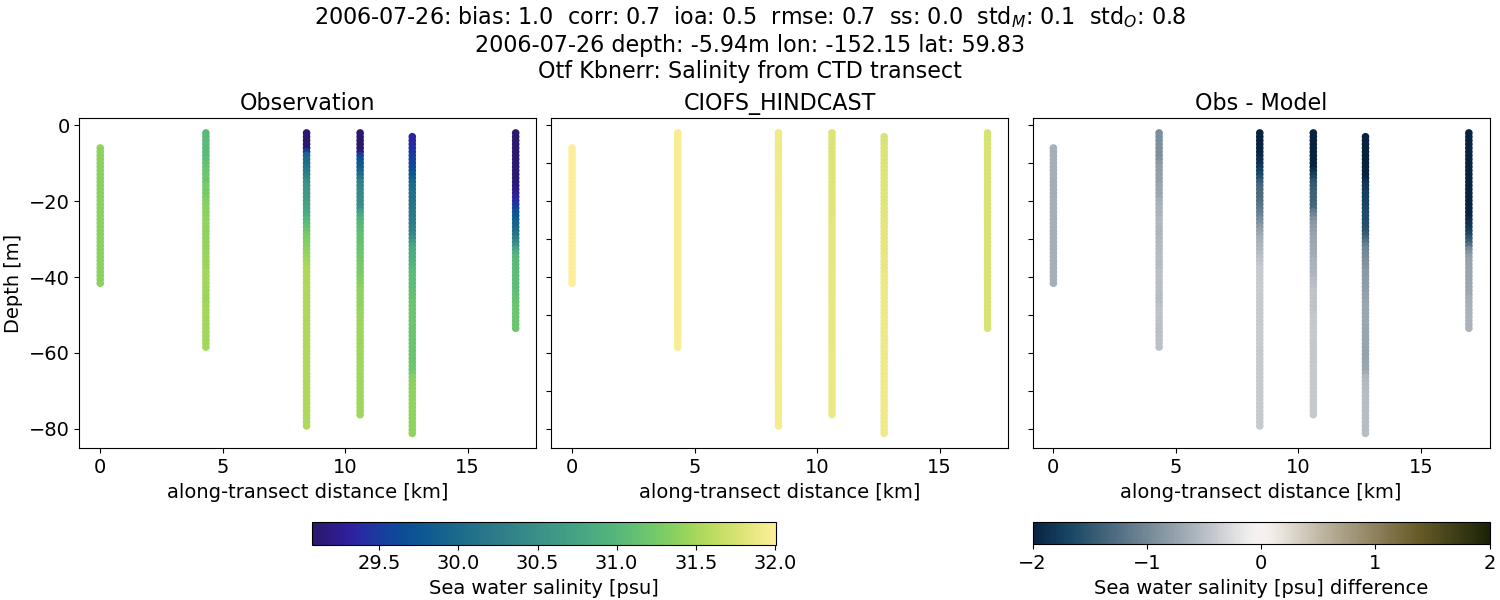 2006-07-26: bias: 1.0 corr: 0.7 ioa: 0.5 rmse: 0.7 ss: 0.0 std_M: 0.1 std_O: 0.8
2006-07-26 depth: -5.94m lon: -152.15 lat: 59.83
Otf Kbnerr: Salinity from CTD transect
Observation
CIOFS_HINDCAST
Obs - Model
Depth [m]
0
−20
−40
−60
−80
0 5 10 15
0 5 10 15
0 5 10 15
along-transect distance [km]
along-transect distance [km]
along-transect distance [km]
29.5 30.0 30.5 31.0 31.5 32.0
Sea water salinity [psu]
−2 −1 0 1 2
Sea water salinity [psu] difference